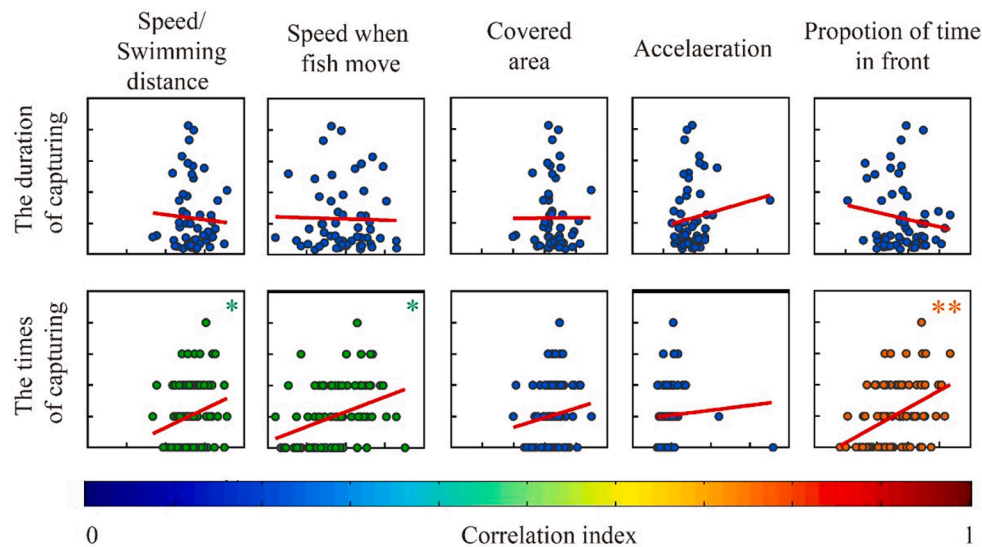 Speed/
Swimming
distance
Speed when
fish move
Covered
area
Accelaeration
Propotion of time
in front
The duration
of capturing
The times
of capturing
*
*
**
0
Correlation index
1